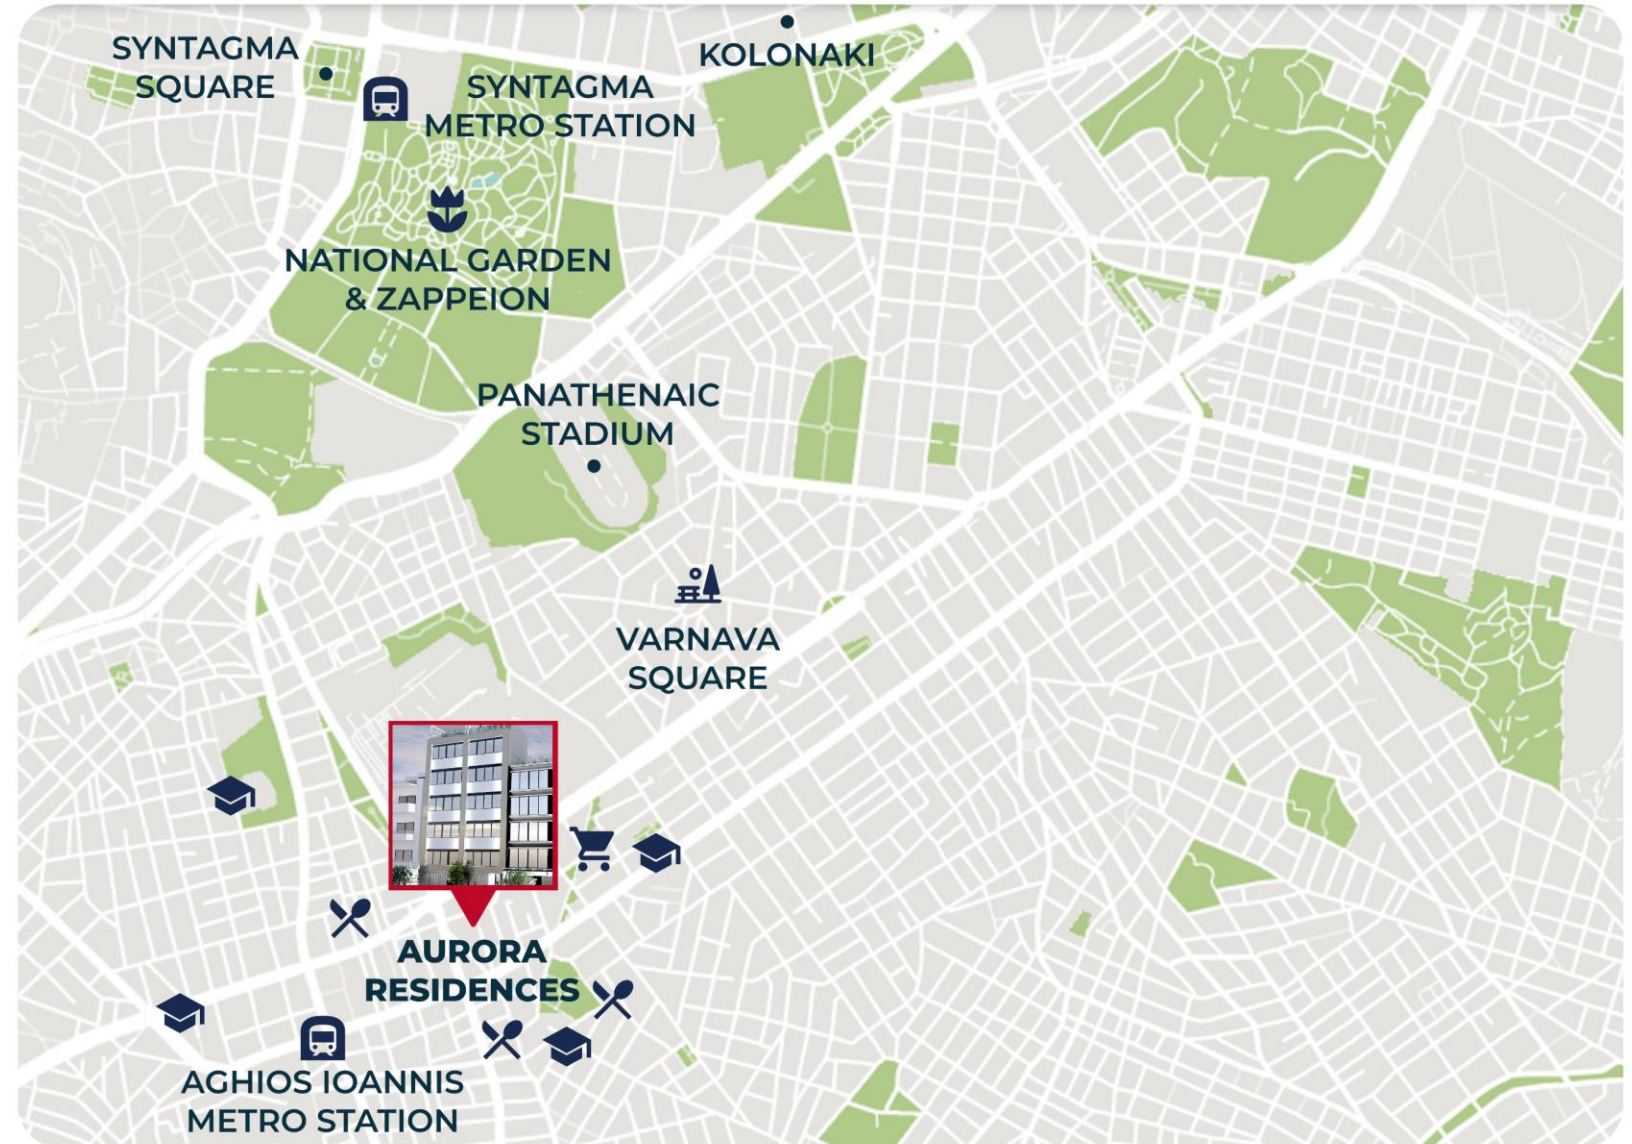 SYNTAGMA
SQUARE
KOLONAKI
SYNTAGMA
METRO STATION
NATIONAL GARDEN
& ZAPPEION
PANATHENAIC
STADIUM
VARNAVA
SQUARE
AURORA
RESIDENCES
AGHIOS IOANNIS
METRO STATION